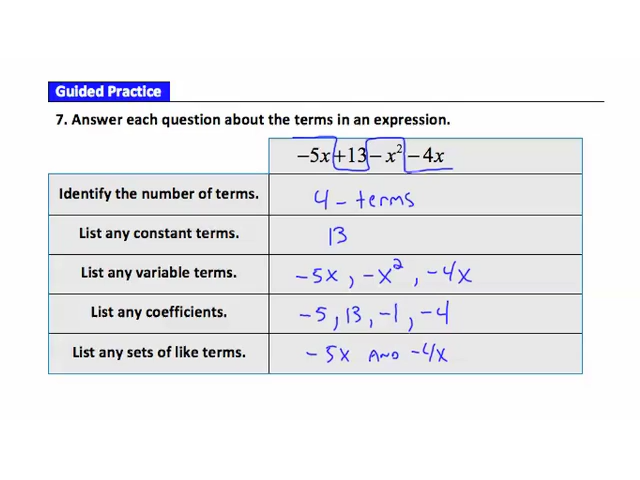 Guided Practice
7. Answer each question about the terms in an expression.
−5x+13−x²−4x
Identify the number of terms. 4 - terms
List any constant terms. 13
List any variable terms. -5x, -x², -4x
List any coefficients. -5, 13, -1, -4
List any sets of like terms. -5x AND -4x